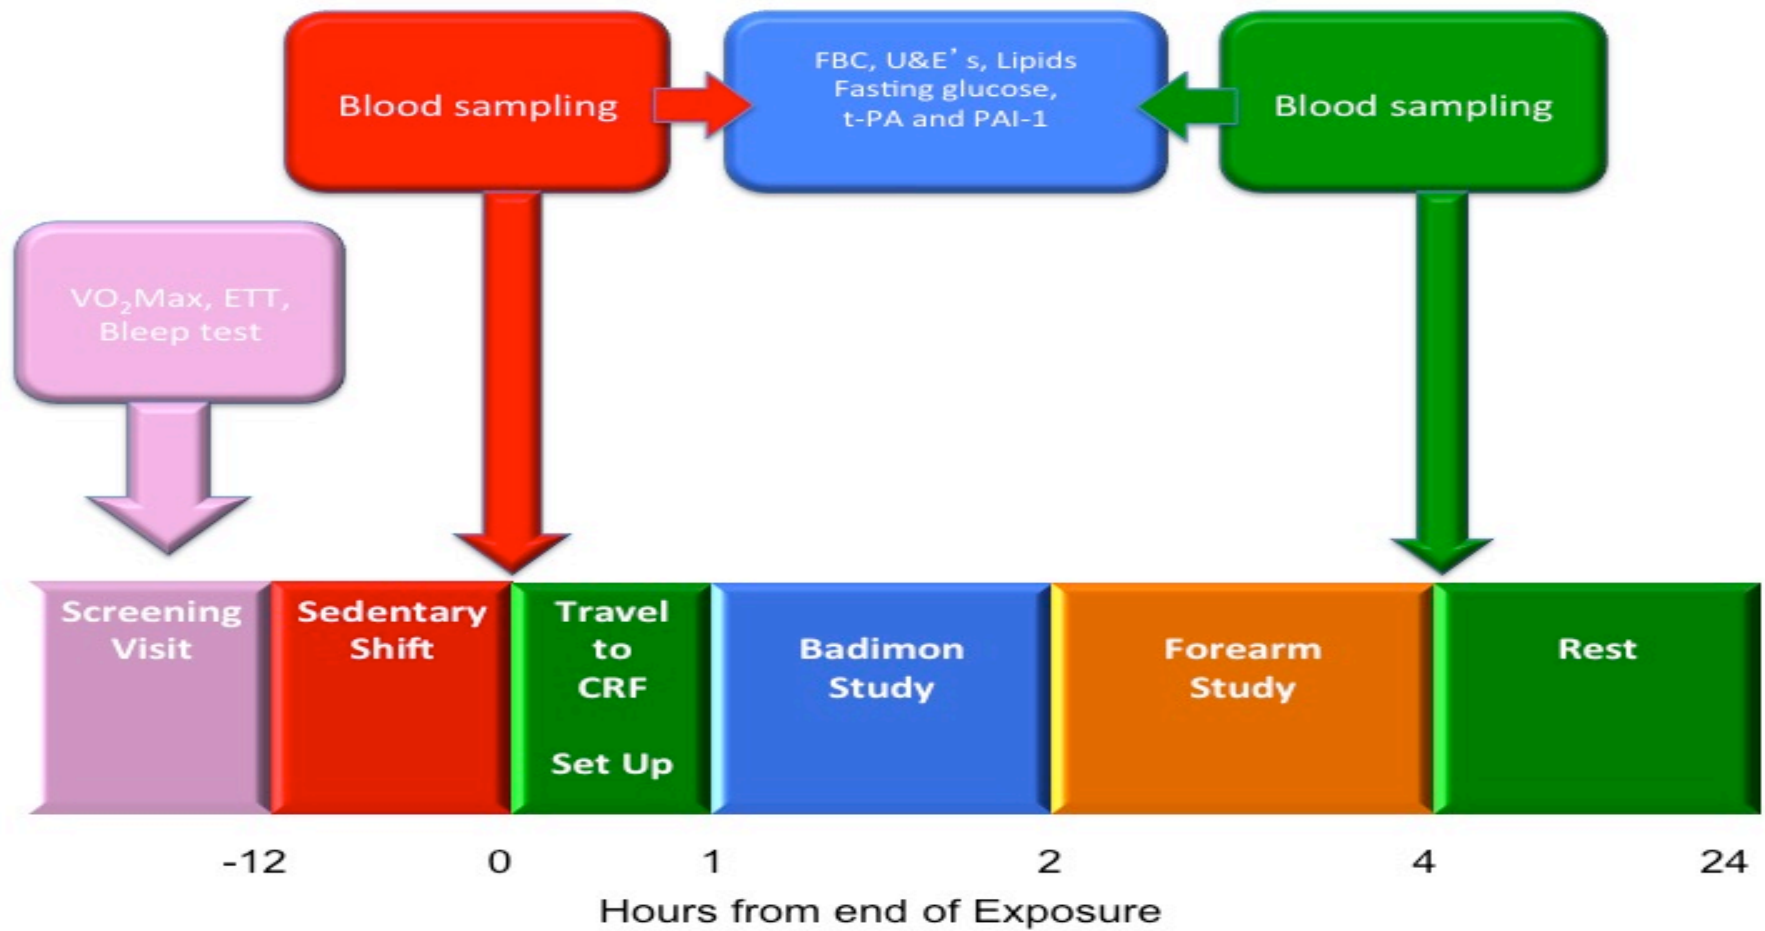 Blood sampling
FBC, U&E's, Lipids
Fasting glucose,
t-PA and PAI-1
Blood sampling
VO₂Max, ETT,
Bleep test
Screening
Visit
Sedentary
Shift
Travel
to
CRF
Set Up
Badimon
Study
Forearm
Study
Rest
-12 0 1 2 4 24
Hours from end of Exposure